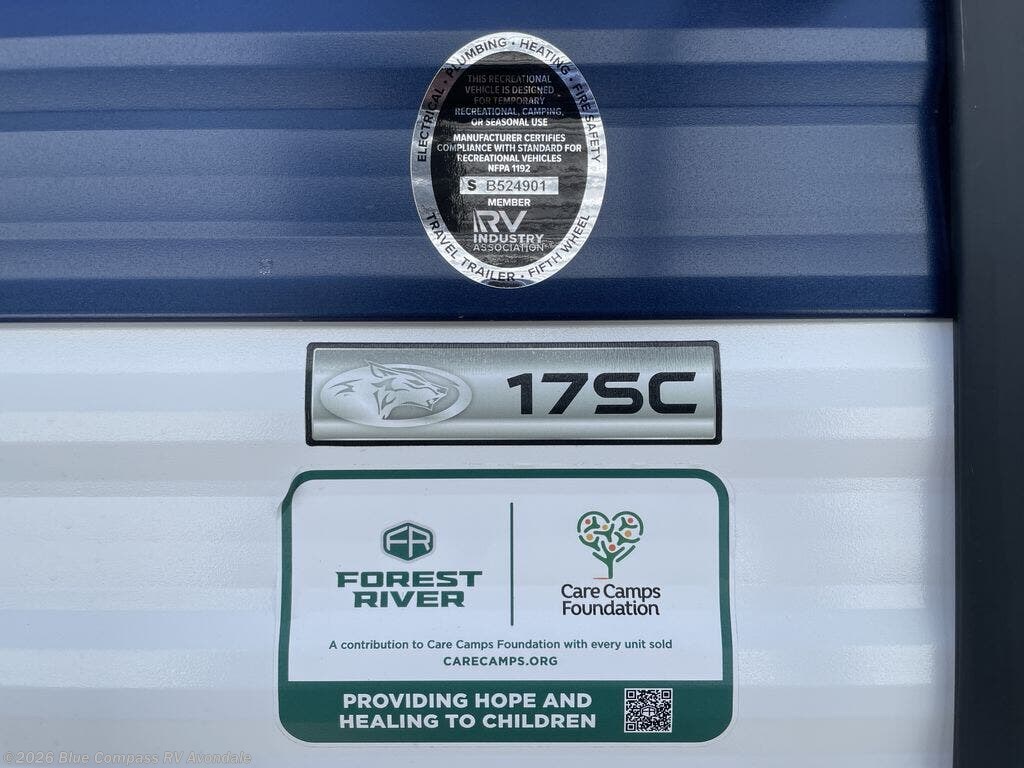 ELECTRICAL • PLUMBING • HEATING • FIRE SAFETY
THIS RECREATIONAL
VEHICLE IS DESIGNED
FOR TEMPORARY
RECREATIONAL, CAMPING,
OR SEASONAL USE
MANUFACTURER CERTIFIES
COMPLIANCE WITH STANDARD FOR
RECREATIONAL VEHICLES
NFPA 1192
S B524901
MEMBER
RV
INDUSTRY
ASSOCIATION®
TRAVEL TRAILER • FIFTH WHEEL
17SC
FR
FOREST
RIVER
Care Camps
Foundation
A contribution to Care Camps Foundation with every unit sold
CARECAMPS.ORG
PROVIDING HOPE AND
HEALING TO CHILDREN
©2026 Blue Compass RV Avondale